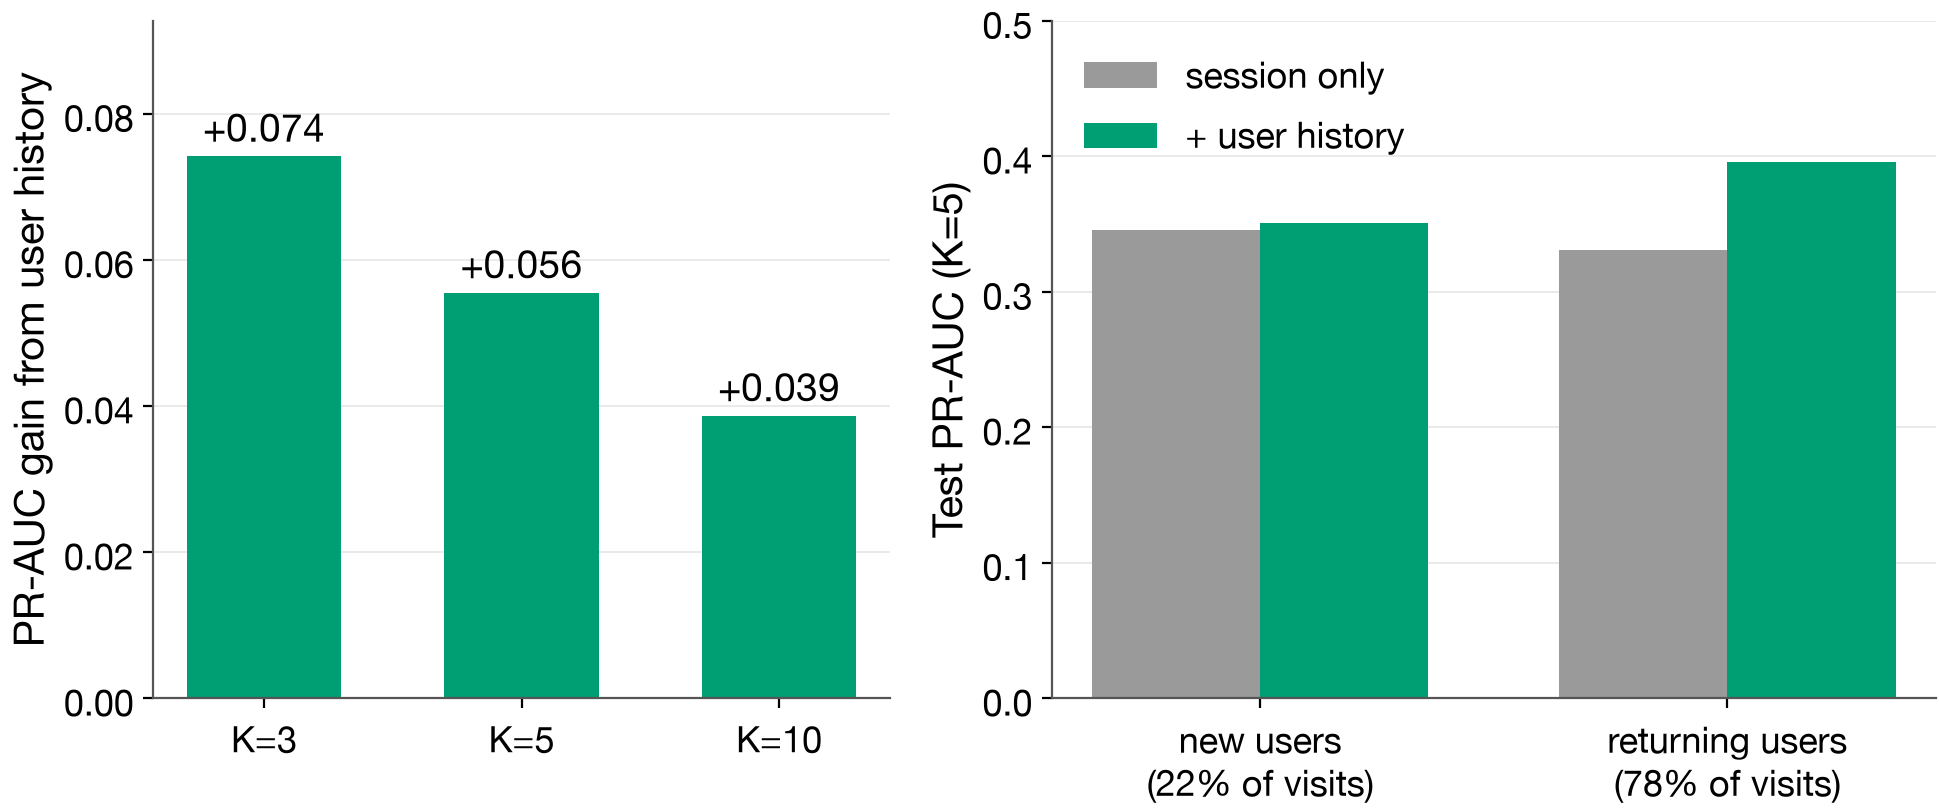 PR-AUC gain from user history
0.08
0.06
0.04
0.02
0.00
+0.074
+0.056
+0.039
K=3
K=5
K=10
Test PR-AUC (K=5)
0.5
0.4
0.3
0.2
0.1
0.0
session only
+ user history
new users
(22% of visits)
returning users
(78% of visits)